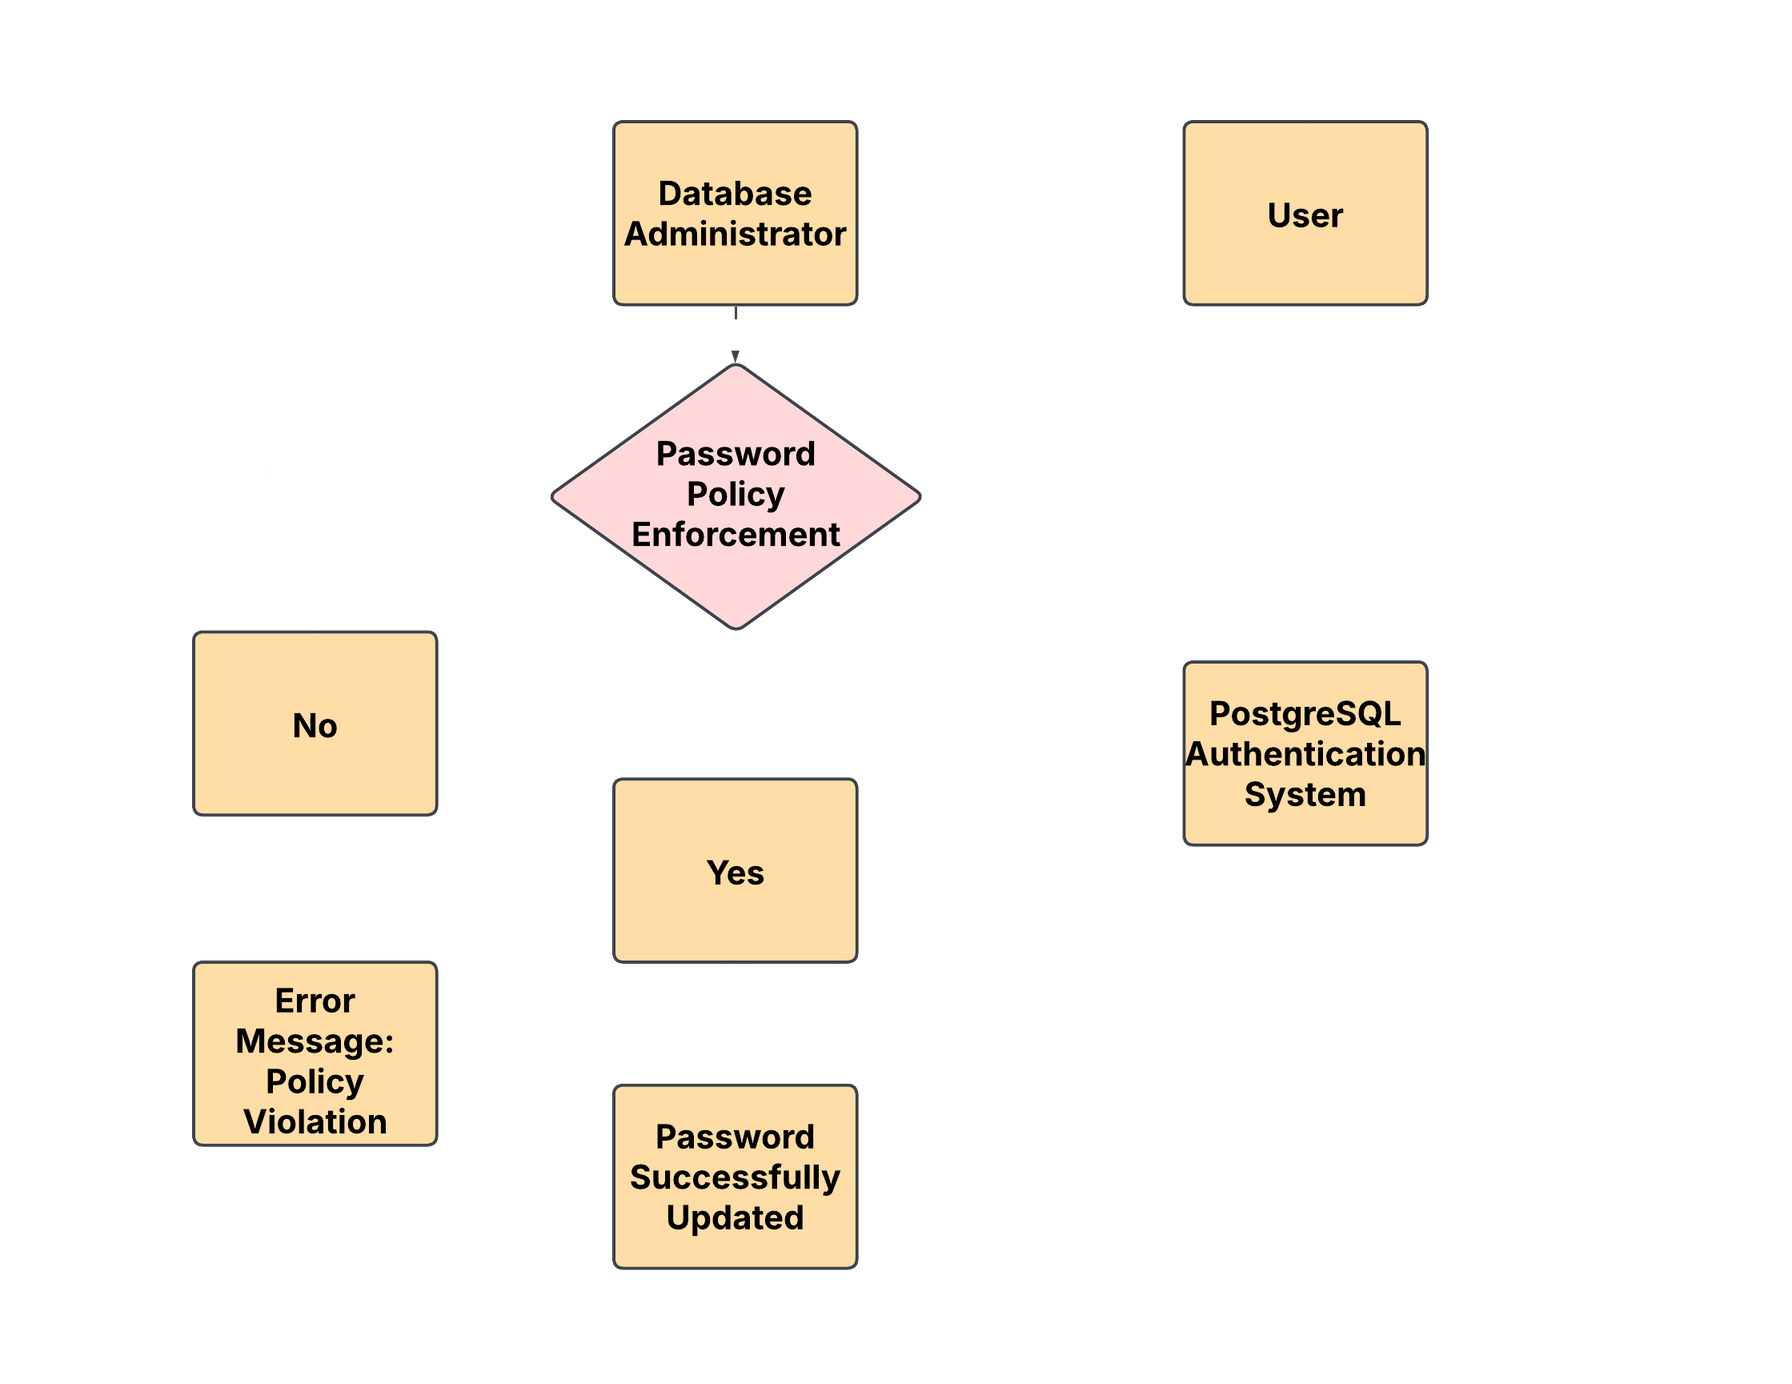 Database
Administrator
User
Password
Policy
Enforcement
No
PostgreSQL
Authentication
System
Yes
Error
Message:
Policy
Violation
Password
Successfully
Updated